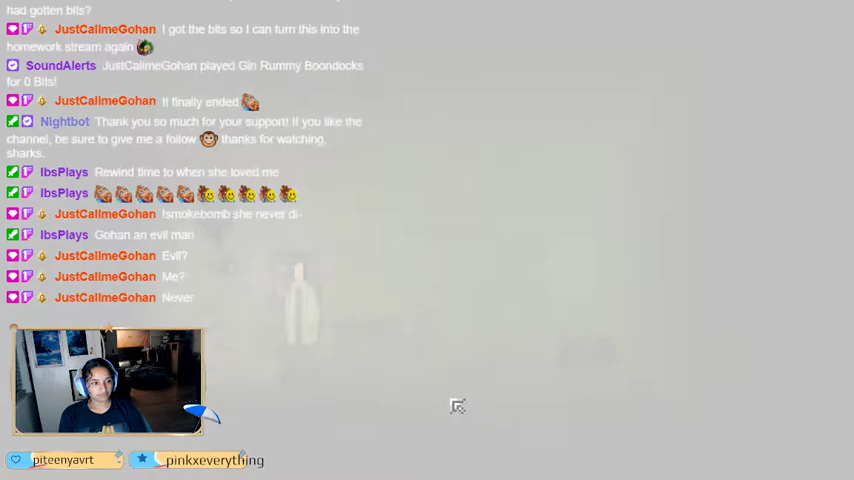 had gotten bits?
JustCallmeGohan I got the bits so I can turn this into the
homework stream again
SoundAlerts JustCallmeGohan played Gin Rummy Boondocks
for 0 Bits!
JustCallmeGohan It finally ended
Nightbot Thank you so much for your support! If you like the
channel, be sure to give me a follow thanks for watching,
sharks.
IbsPlays Rewind time to when she loved me
IbsPlays
JustCallmeGohan !smokebomb she never di-
IbsPlays Gohan an evil man
JustCallmeGohan Evil?
JustCallmeGohan Me?
JustCallmeGohan Never
piteenyavrt pinkxeverything